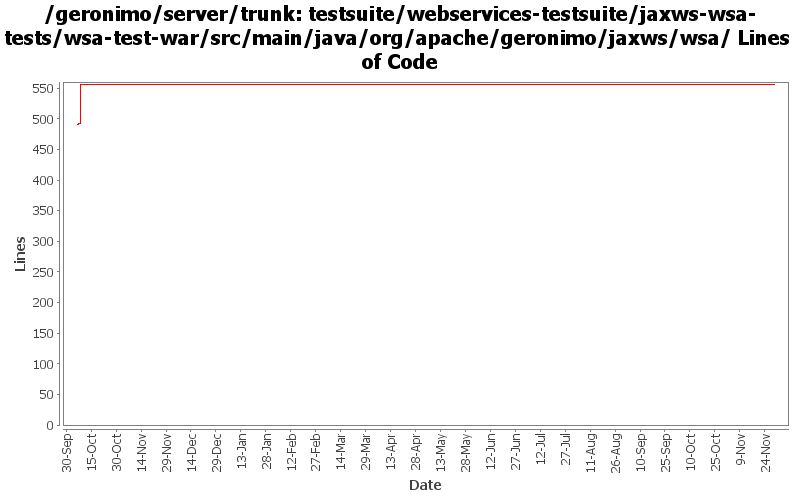 /geronimo/server/trunk: testsuite/webservices-testsuite/jaxws-wsa-
tests/wsa-test-war/src/main/java/org/apache/geronimo/jaxws/wsa/ Lines
of Code
550
500
450
400
350
300
250
200
150
100
50
0
Lines
30-Sep
15-Oct
30-Oct
14-Nov
29-Nov
14-Dec
29-Dec
13-Jan
28-Jan
12-Feb
27-Feb
14-Mar
29-Mar
13-Apr
28-Apr
13-May
28-May
12-Jun
27-Jun
12-Jul
27-Jul
11-Aug
26-Aug
10-Sep
25-Sep
10-Oct
25-Oct
9-Nov
24-Nov
Date